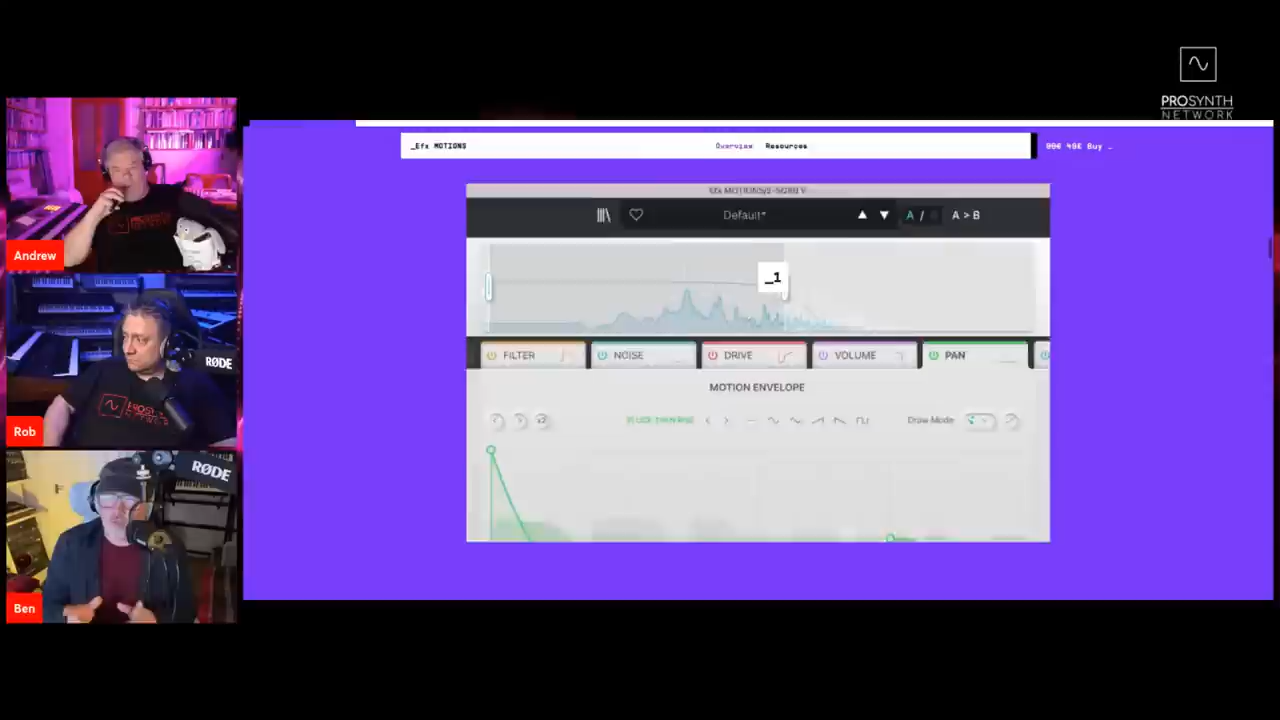 PROSYNTH
NETWORK
_Efx MOTIONS
Overview
Resources
Buy
Default*
A /
A > B
_1
FILTER
NOISE
DRIVE
VOLUME
PAN
MOTION ENVELOPE
x2
Draw Mode
Andrew
RØDE
Rob
RØDE
Ben